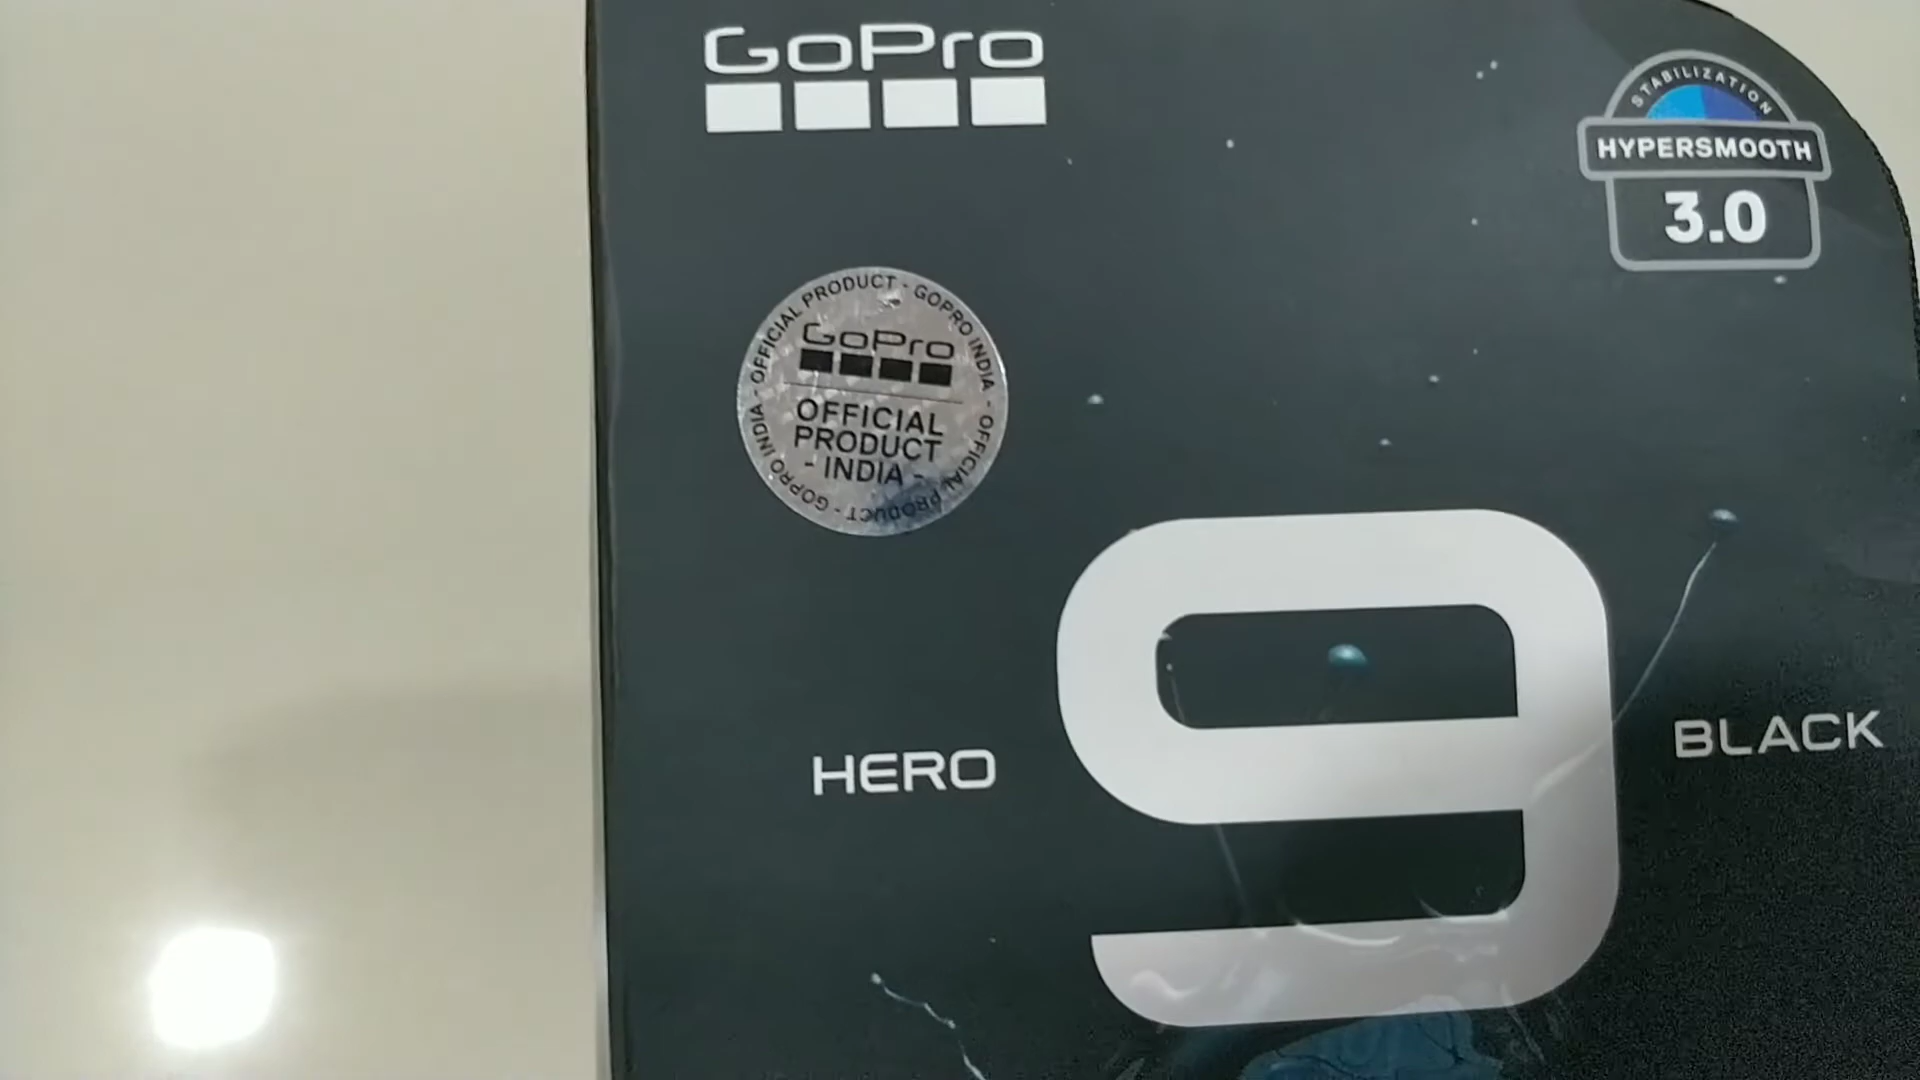 GoPro
STABILIZATION
HYPERSMOOTH
3.0
OFFICIAL PRODUCT - GOPRO INDIA - OFFICIAL PRODUCT - GOPRO INDIA -
GoPro
OFFICIAL
PRODUCT
- INDIA -
HERO
9
BLACK